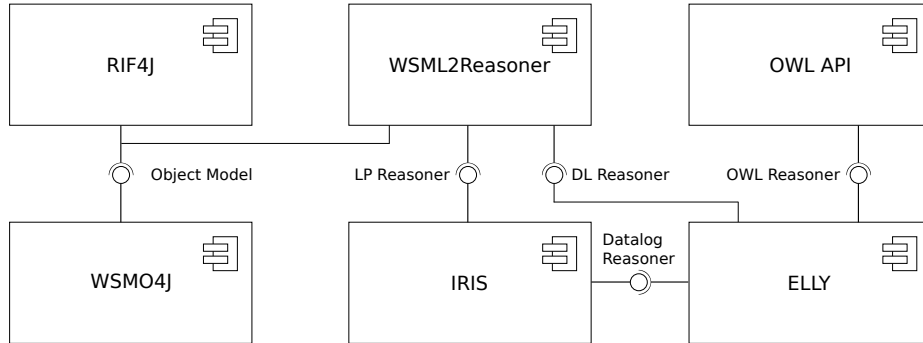 RIF4J
WSML2Reasoner
OWL API
Object Model
LP Reasoner
DL Reasoner
OWL Reasoner
WSMO4J
IRIS
Datalog
Reasoner
ELLY